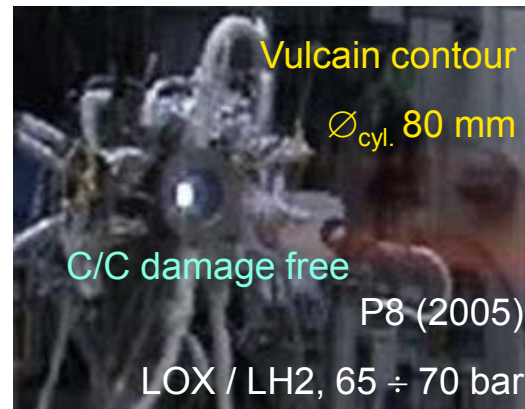 Vulcain contour
∅cyl. 80 mm
C/C damage free
P8 (2005)
LOX / LH2, 65 ÷ 70 bar